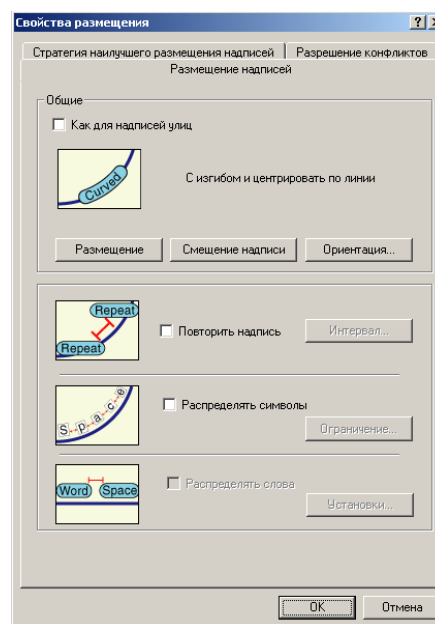 Свойства размещения
Стратегия наилучшего размещения надписей Разрешение конфликтов
Размещение надписей
Общие
Как для надписей улиц
Curved
С изгибом и центрировать по линии
Размещение Смещение надписи Ориентация...
Repeat
Repeat
Повторить надпись Интервал...
Space
Распределять символы
Ограничение...
Word Space
Распределять слова
Установки...
OK Отмена